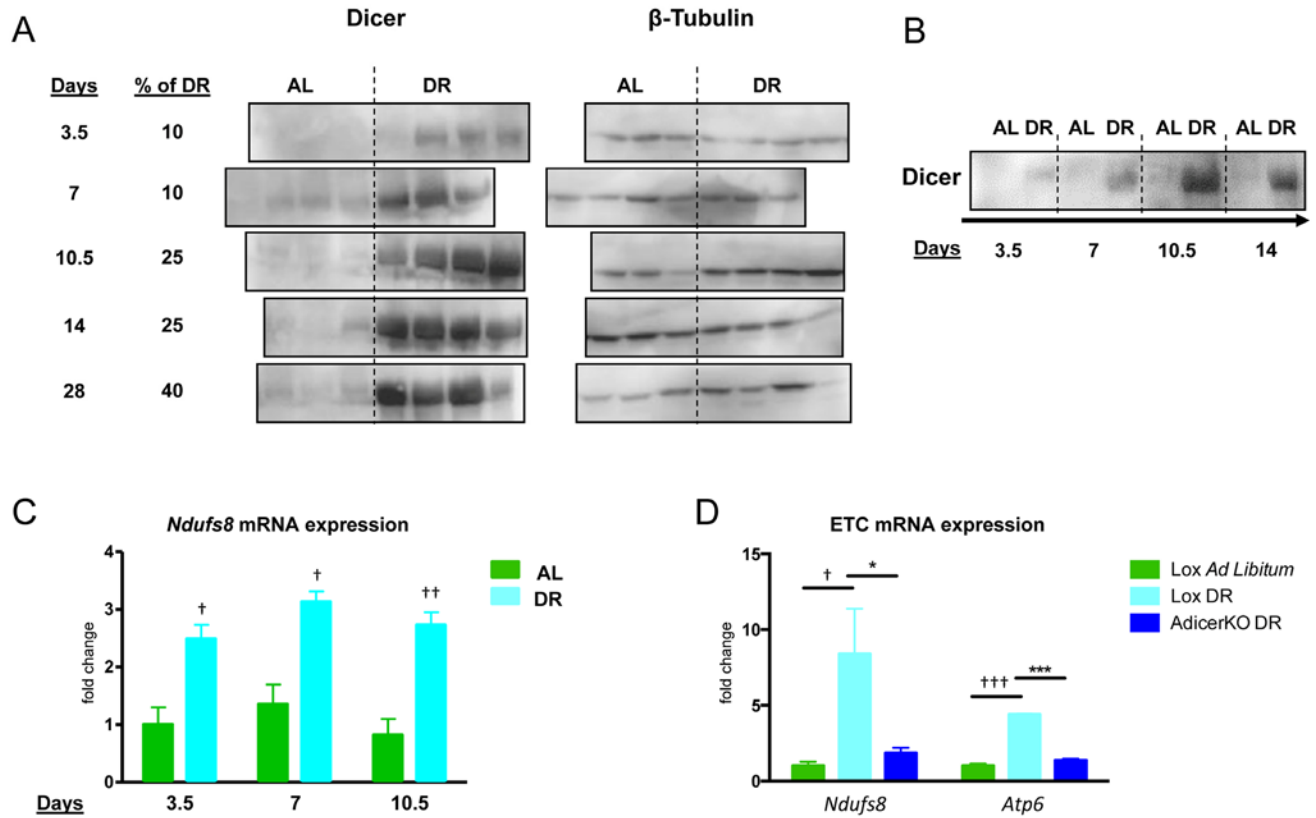 A
Dicer
β-Tubulin
Days
% of DR
AL
DR
AL
DR
3.5
10
7
10
10.5
25
14
25
28
40
B
AL DR AL DR AL DR AL DR
Dicer
Days 3.5 7 10.5 14
C
Ndufs8 mRNA expression
fold change
4
3
2
1
0
† † ††
AL
DR
Days 3.5 7 10.5
D
ETC mRNA expression
fold change
15
10
5
0
† *
††† ***
Lox Ad Libitum
Lox DR
AdicerKO DR
Ndufs8 Atp6